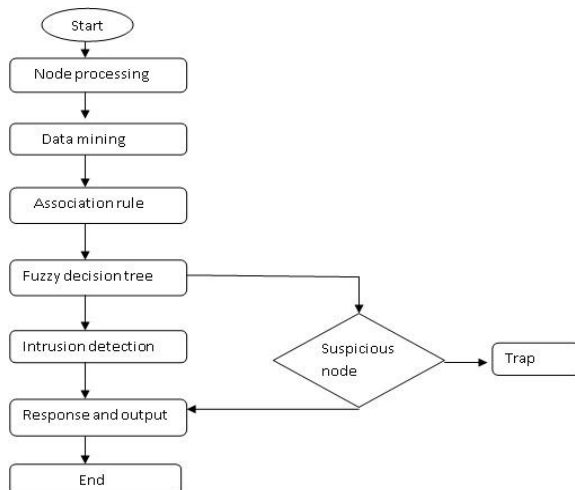 Start
Node processing
Data mining
Association rule
Fuzzy decision tree
Intrusion detection
Suspicious
node
Trap
Response and output
End